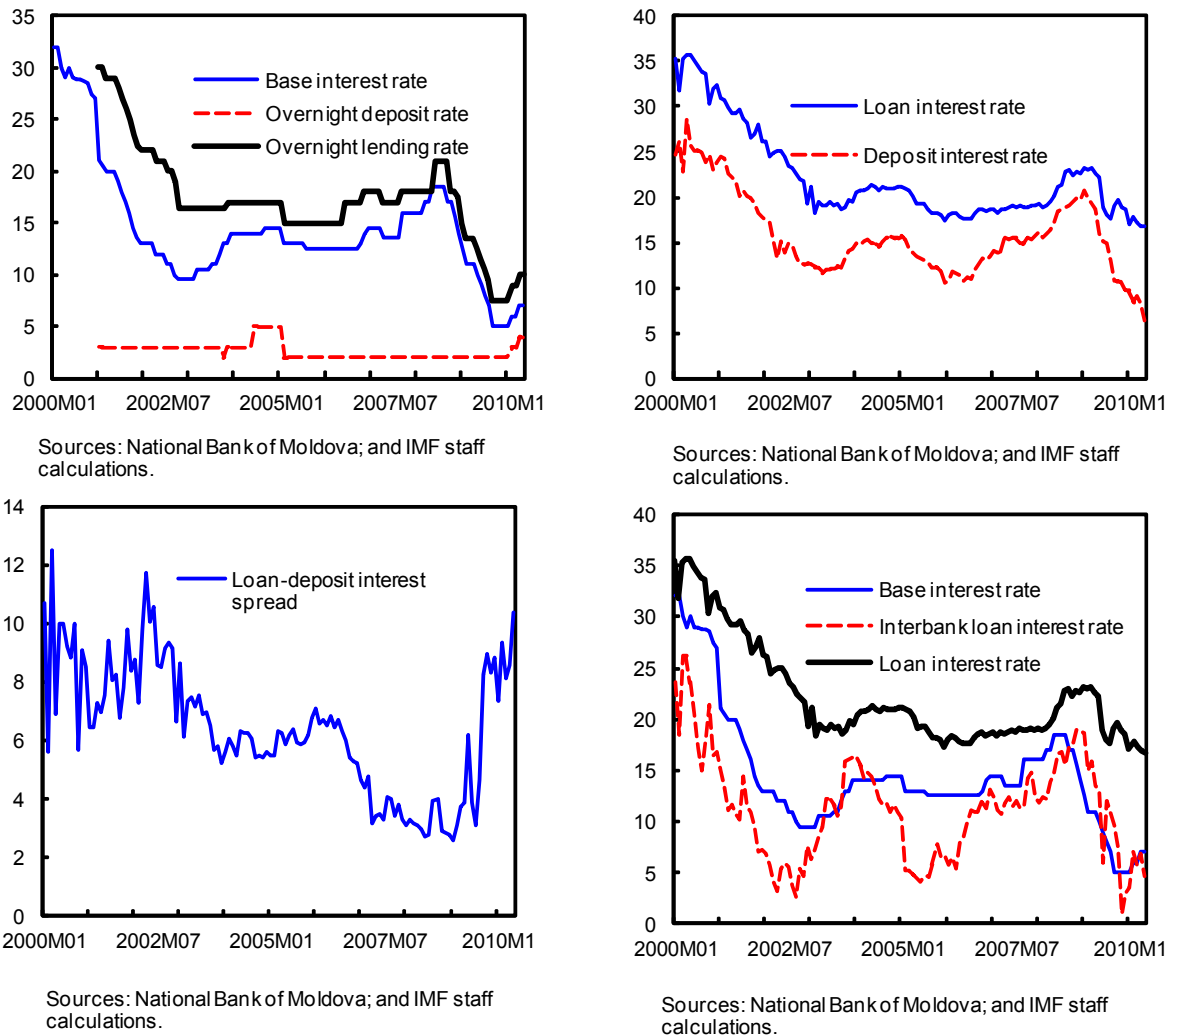 35
30
25
20
15
10
5
0
Base interest rate
Overnight deposit rate
Overnight lending rate
2000M01 2002M07 2005M01 2007M07 2010M1
Sources: National Bank of Moldova; and IMF staff
calculations.
40
35
30
25
20
15
10
5
0
Loan interest rate
Deposit interest rate
2000M01 2002M07 2005M01 2007M07 2010M1
Sources: National Bank of Moldova; and IMF staff
calculations.
14
12
10
8
6
4
2
0
Loan-deposit interest
spread
2000M01 2002M07 2005M01 2007M07 2010M1
Sources: National Bank of Moldova; and IMF staff
calculations.
40
35
30
25
20
15
10
5
0
Base interest rate
Interbank loan interest rate
Loan interest rate
2000M01 2002M07 2005M01 2007M07 2010M1
Sources: National Bank of Moldova; and IMF staff
calculations.